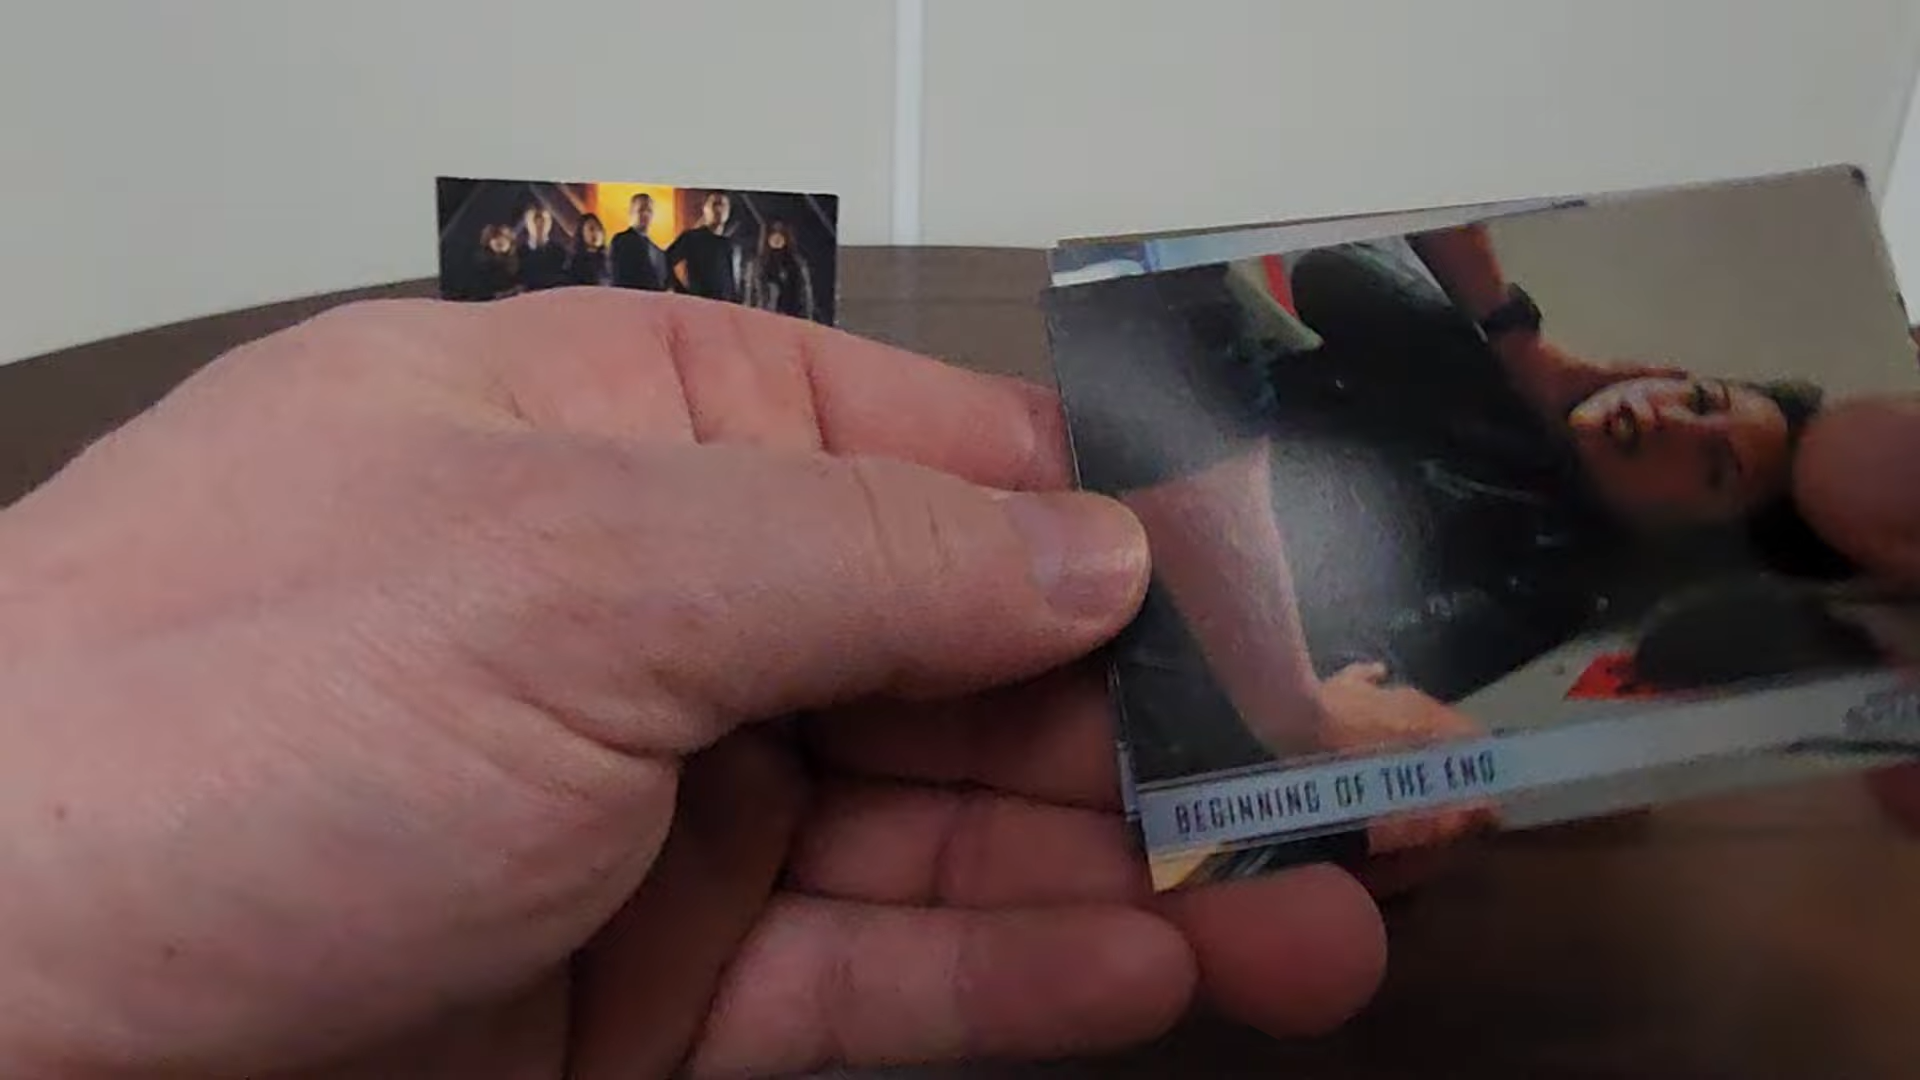 BEGINNING OF THE END